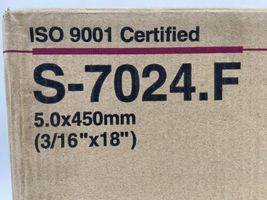 ISO 9001 Certified
S-7024.F
5.0x450mm
(3/16"x18")